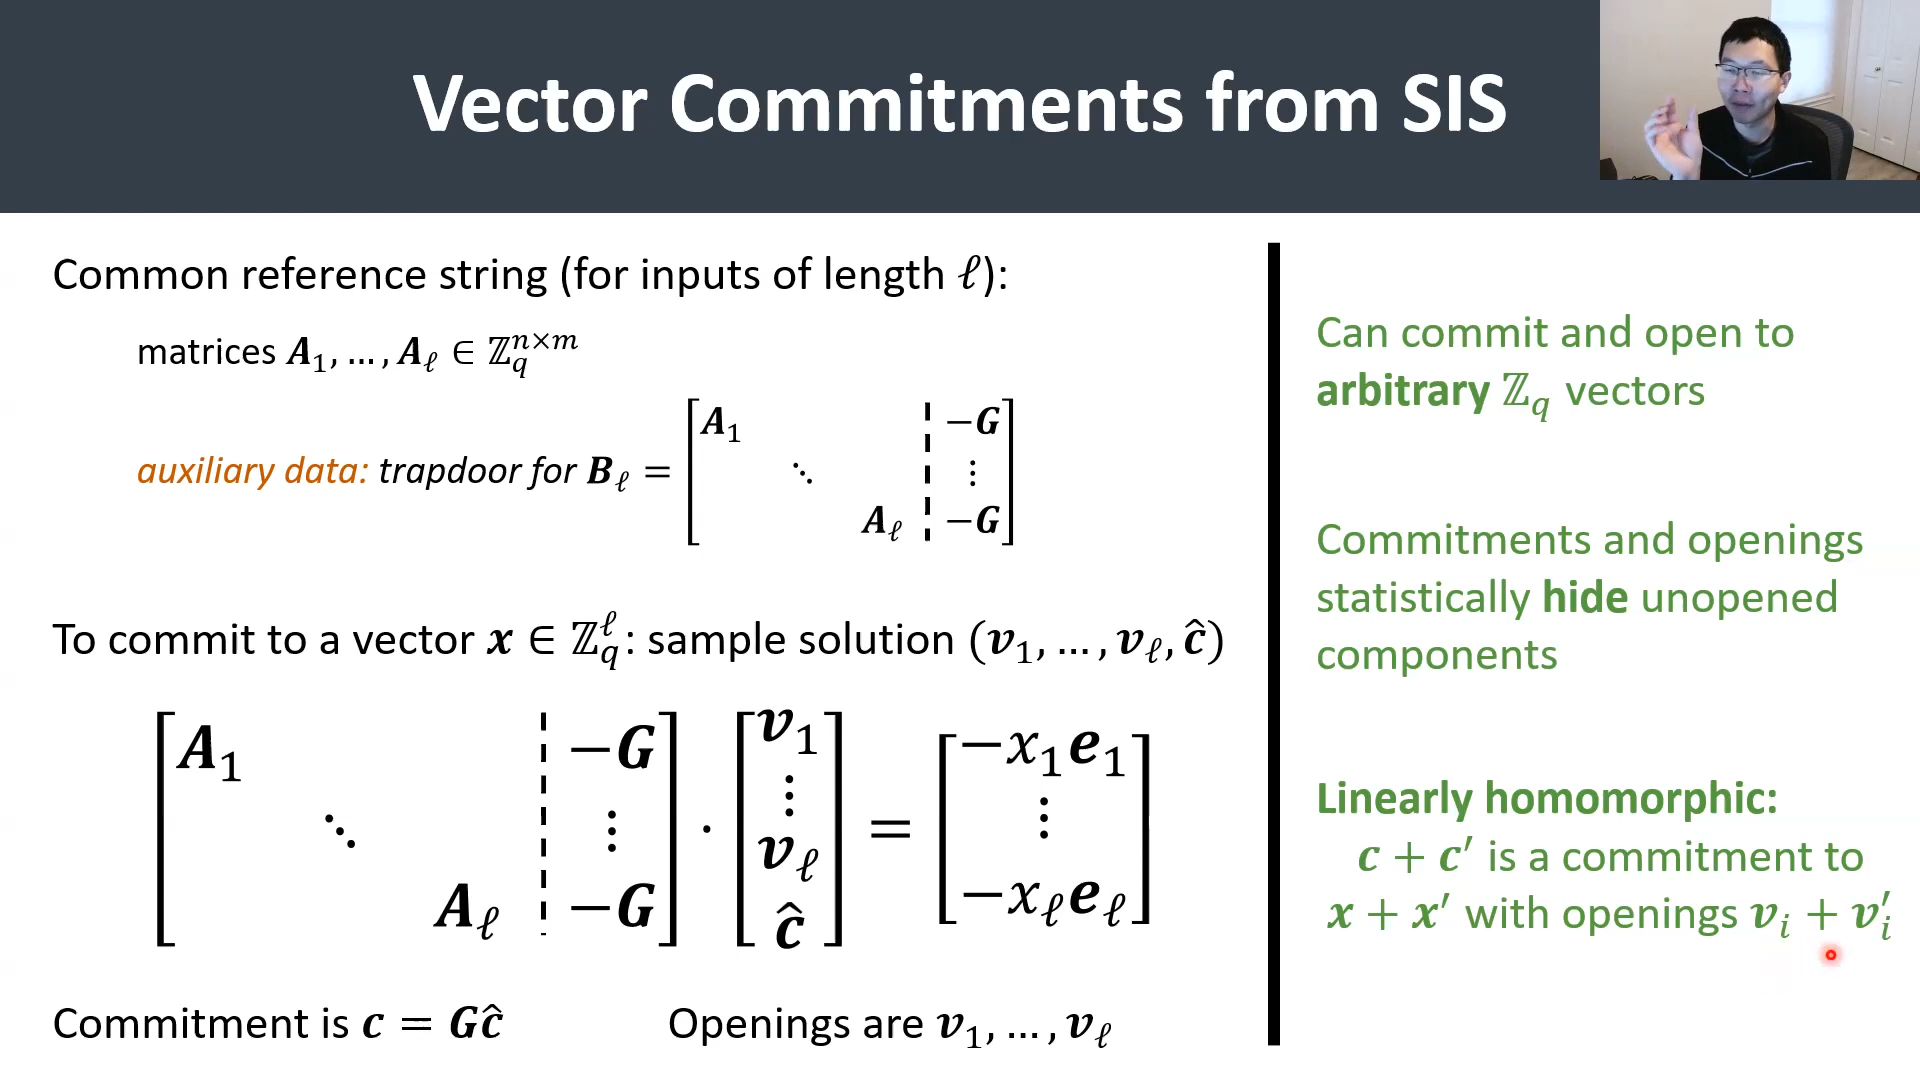 Vector Commitments from SIS
Common reference string (for inputs of length ℓ):
matrices A₁, … , A_ℓ ∈ ℤ_q^{n×m}
auxiliary data: trapdoor for B_ℓ = [A₁ ⋱ A_ℓ ¦ −G ⋮ −G]
To commit to a vector x ∈ ℤ_q^ℓ: sample solution (v₁, … , v_ℓ, ĉ)
[A₁ ⋱ A_ℓ ¦ −G ⋮ −G] · [v₁ ⋮ v_ℓ ĉ] = [−x₁e₁ ⋮ −x_ℓe_ℓ]
Commitment is c = Gĉ
Openings are v₁, … , v_ℓ
Can commit and open to
arbitrary ℤ_q vectors
Commitments and openings
statistically hide unopened
components
Linearly homomorphic:
c + c′ is a commitment to
x + x′ with openings v_i + v_i′